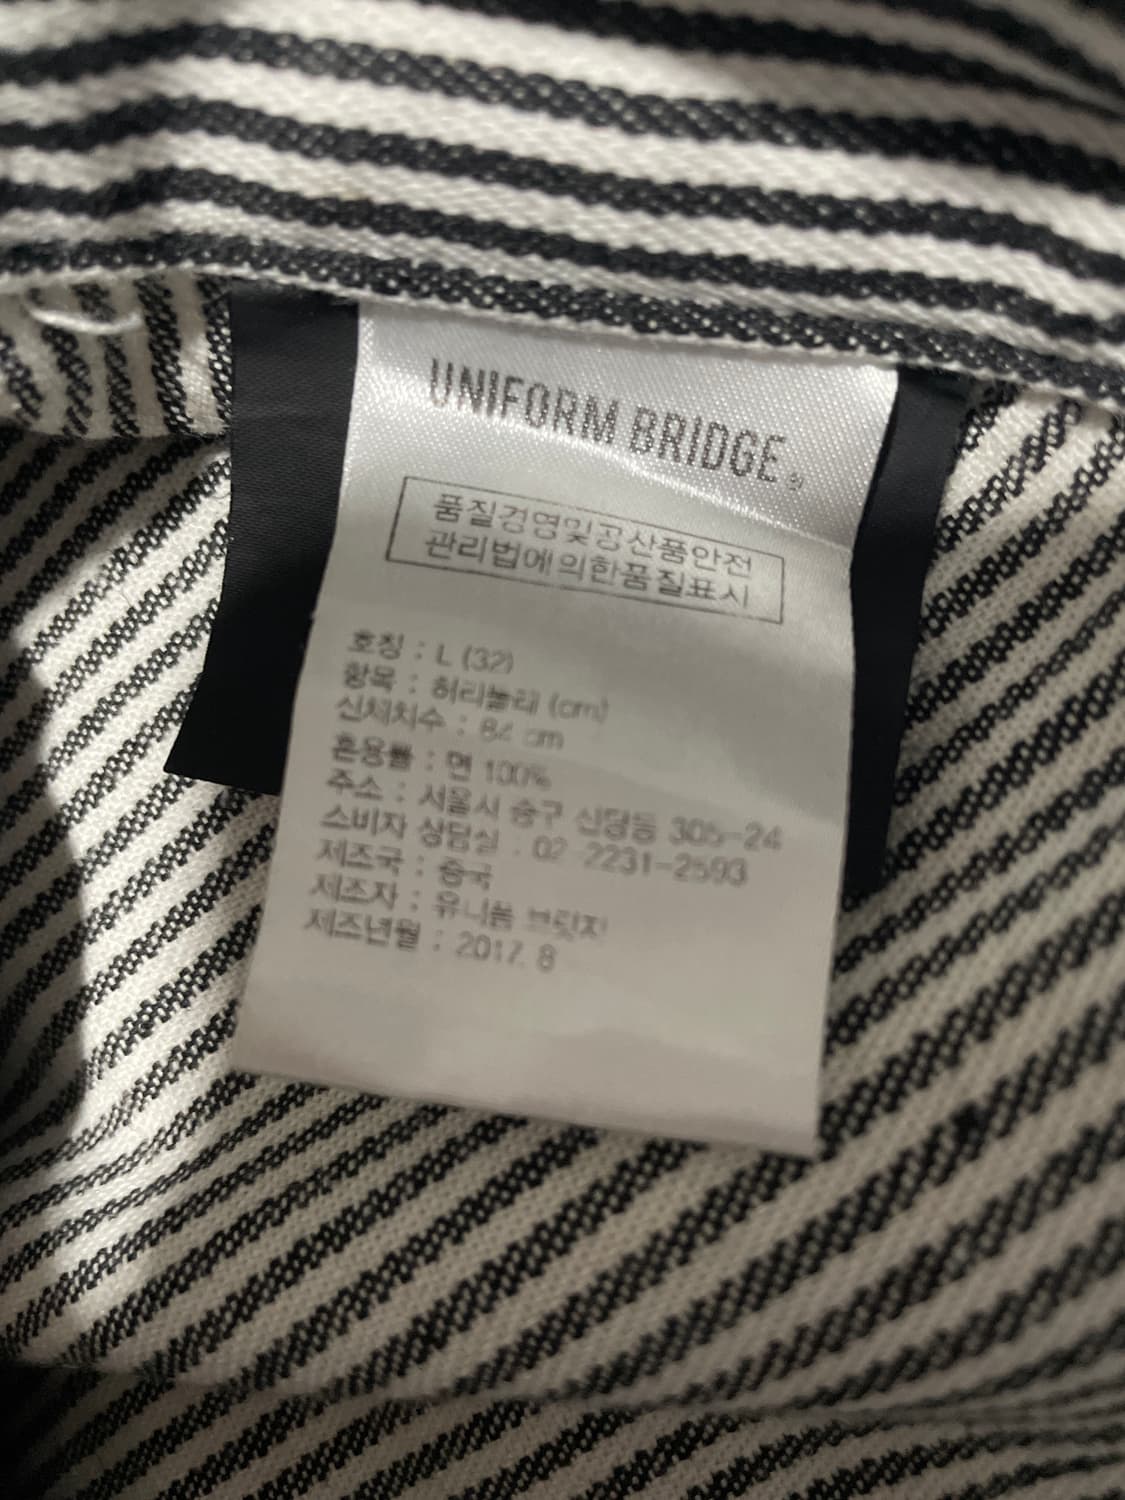 UNIFORM BRIDGE
품질경영및공산품안전
관리법에의한품질표시
호칭 : L (32)
항목 : 허리둘레 (cm)
신체치수 : 84 cm
혼용률 : 면 100%
주소 : 서울시 중구 신당동 305-24
소비자 상담실 : 02 2231-2593
제조국 : 중국
제조자 : 유니폼 브릿지
제조년월 : 2017. 8